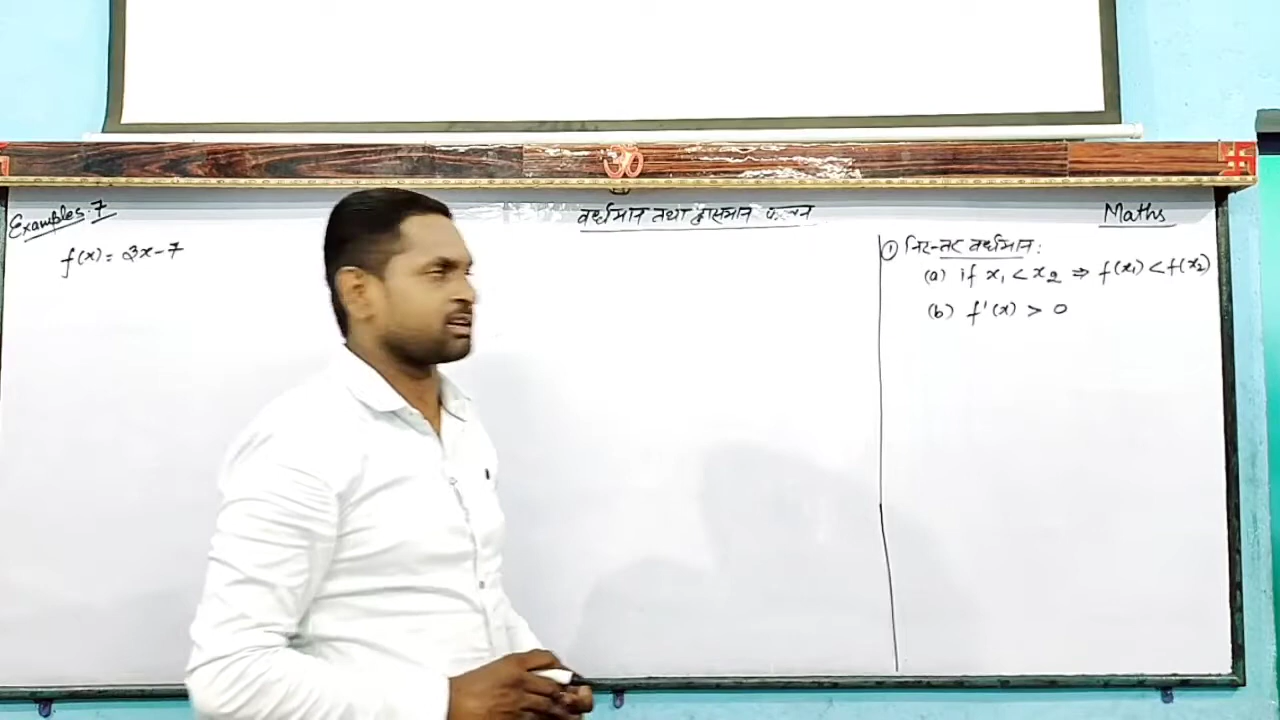 वर्धमान तथा ह्रासमान फलन
Maths
Examples: 7
f(x) = 3x-7
① निरन्तर वर्धमान:
(a) if x₁ < x₂ ⇒ f(x₁) < f(x₂)
(b) f'(x) > 0
ॐ